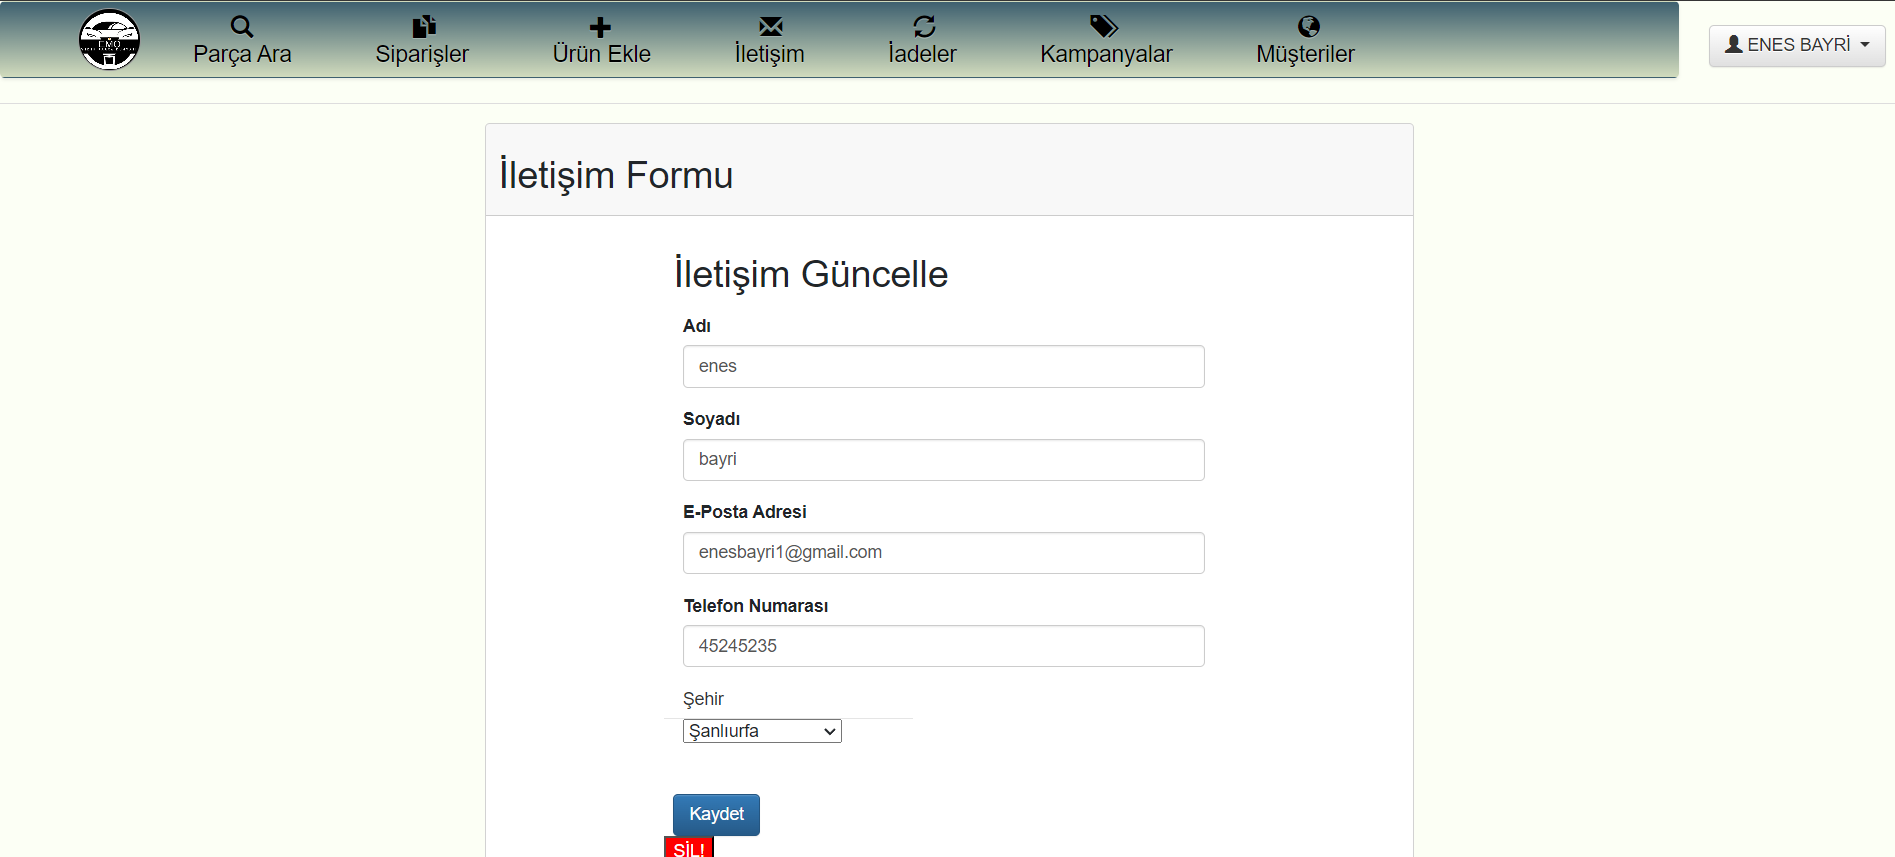 EMO
Parça Ara
Siparişler
Ürün Ekle
İletişim
İadeler
Kampanyalar
Müşteriler
ENES BAYRİ
İletişim Formu
İletişim Güncelle
Adı
enes
Soyadı
bayri
E-Posta Adresi
enesbayri1@gmail.com
Telefon Numarası
45245235
Şehir
Şanlıurfa
Kaydet
SİL!